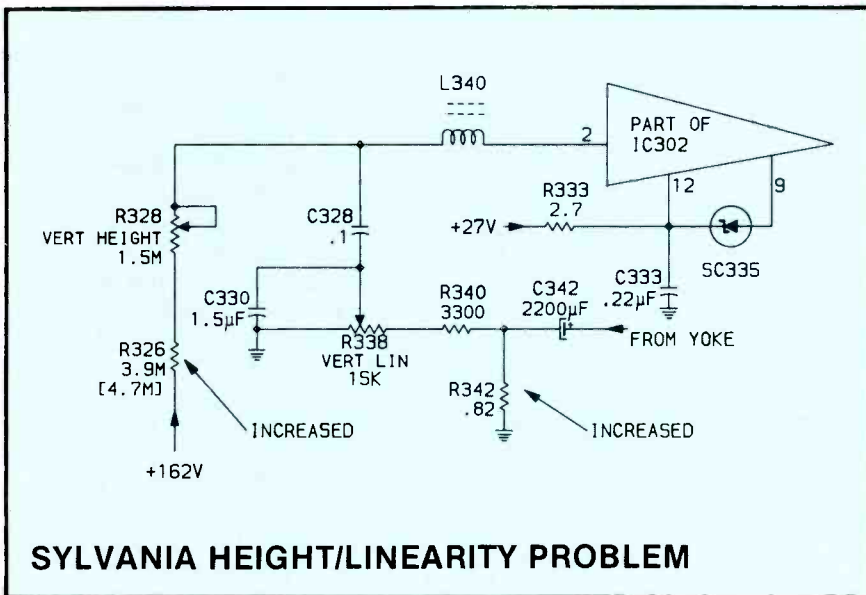 L340
2
PART OF
IC302
12
9
R328
VERT HEIGHT
1.5M
C328
.1
R333
2.7
+27V
SC335
C330
1.5µF
R340
3300
C342
2200µF
+
C333
.22µF
FROM YOKE
R338
VERT LIN
15K
R326
3.9M
[4.7M]
R342
.82
INCREASED
INCREASED
+162V
SYLVANIA HEIGHT/LINEARITY PROBLEM